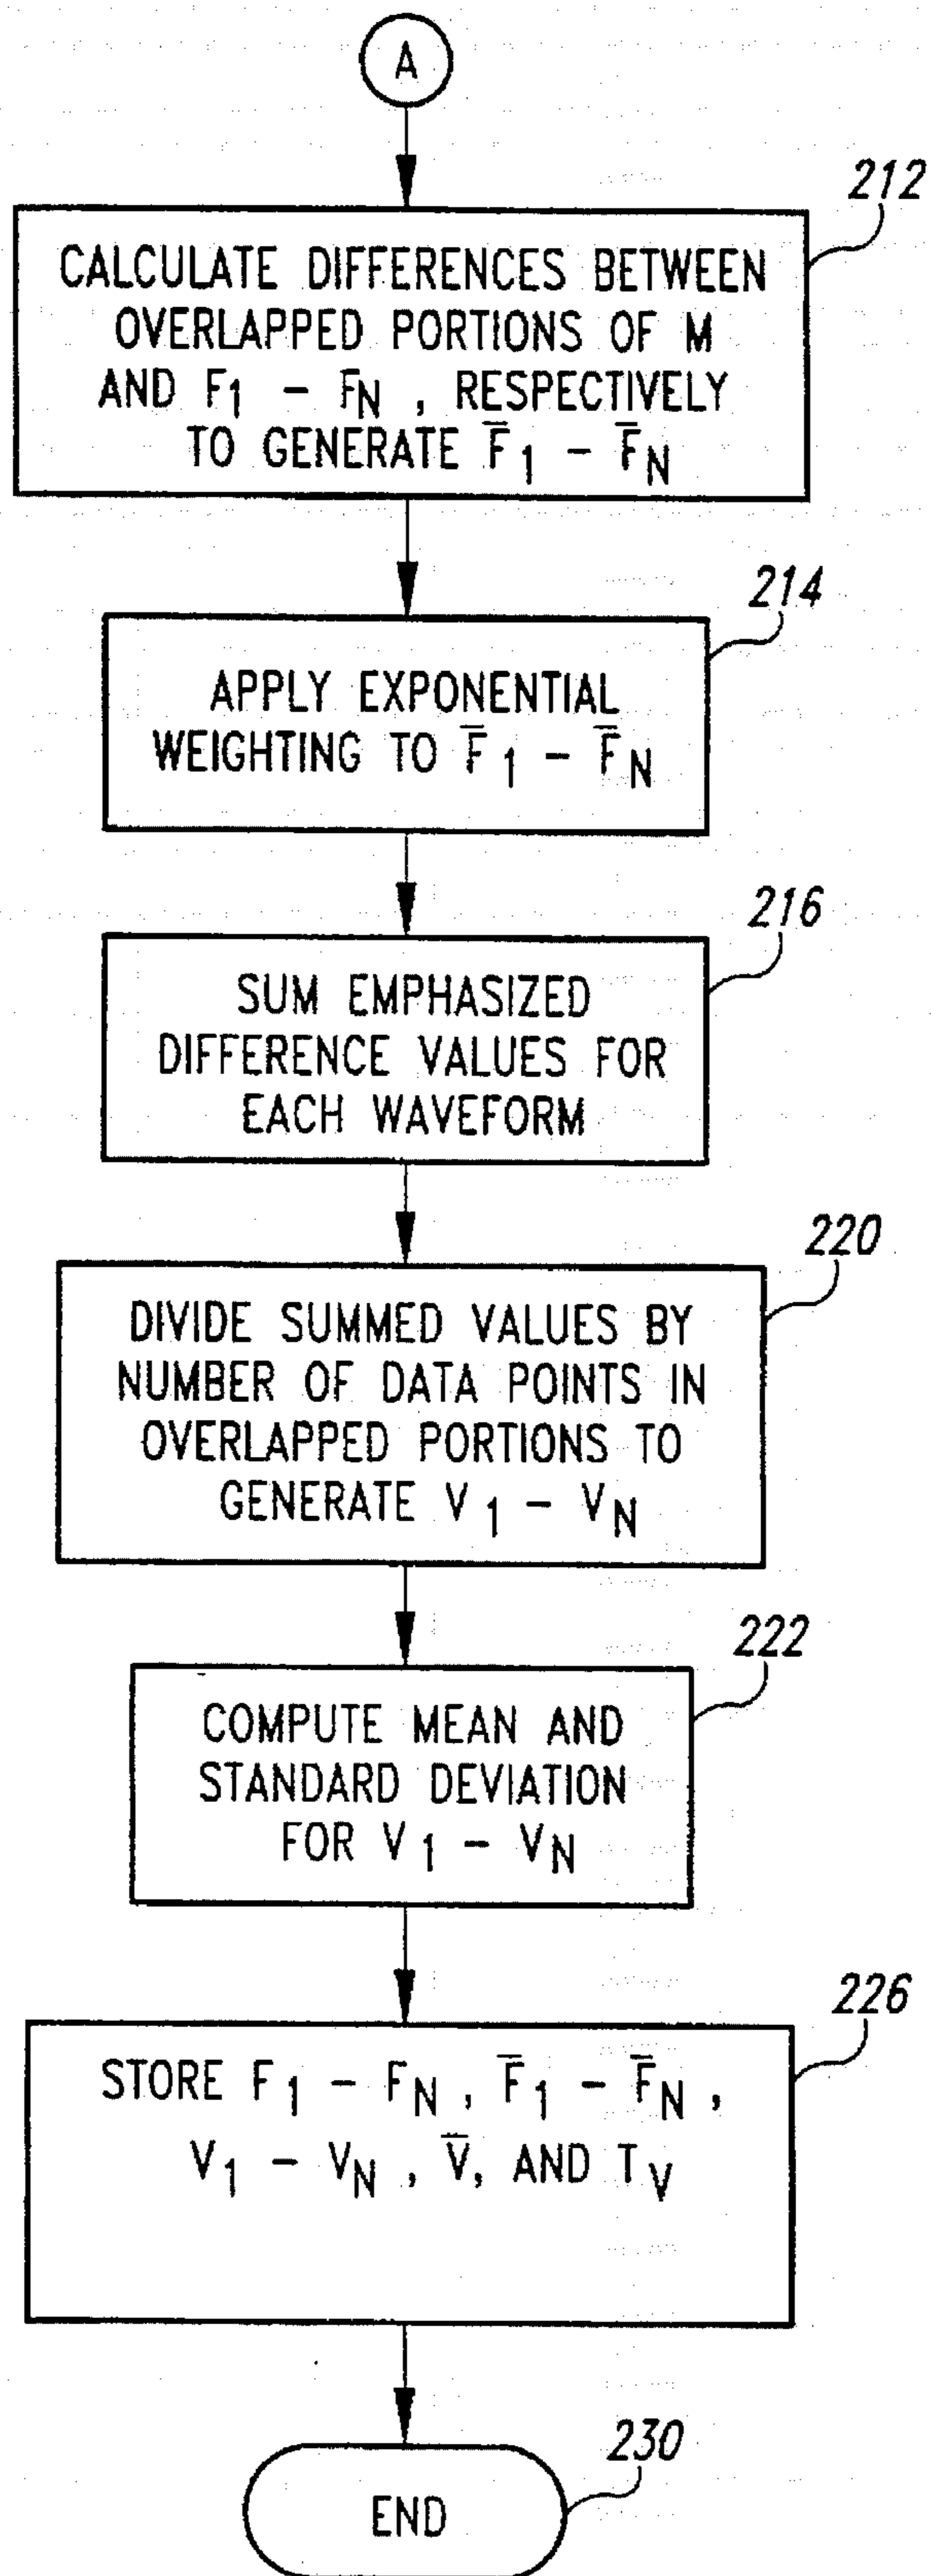 A
212
CALCULATE DIFFERENCES BETWEEN
OVERLAPPED PORTIONS OF M
AND F1 - FN , RESPECTIVELY
TO GENERATE F̅1 - F̅N
214
APPLY EXPONENTIAL
WEIGHTING TO F̅1 - F̅N
216
SUM EMPHASIZED
DIFFERENCE VALUES FOR
EACH WAVEFORM
220
DIVIDE SUMMED VALUES BY
NUMBER OF DATA POINTS IN
OVERLAPPED PORTIONS TO
GENERATE V1 - VN
222
COMPUTE MEAN AND
STANDARD DEVIATION
FOR V1 - VN
226
STORE F1 - FN , F̅1 - F̅N ,
V1 - VN , V̅, AND TV
230
END